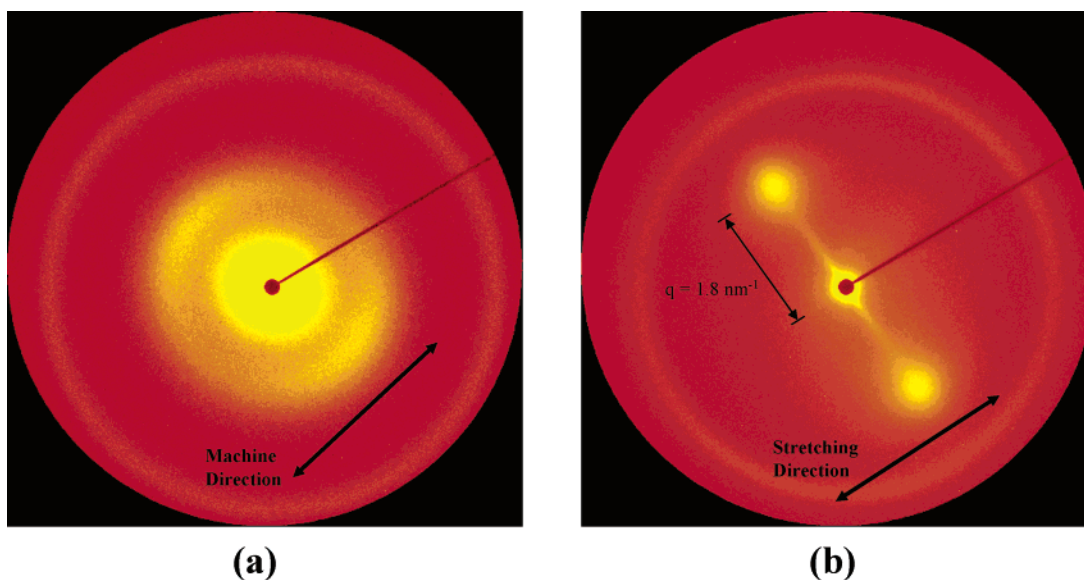 Machine
Direction
(a)
q = 1.8 nm-1
Stretching
Direction
(b)